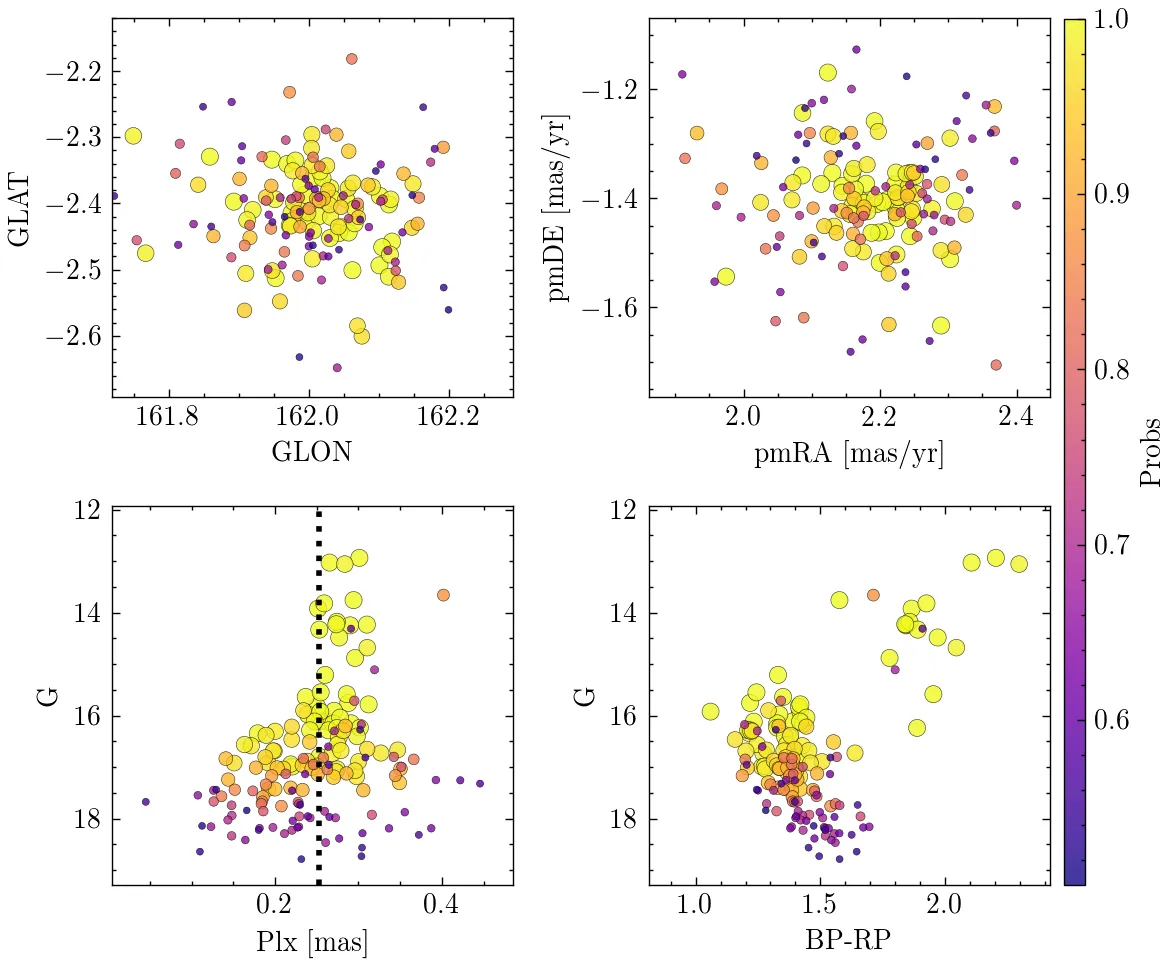 −2.2
−2.3
−2.4
−2.5
−2.6
GLAT
161.8 162.0 162.2
GLON
−1.2
−1.4
−1.6
pmDE [mas/yr]
2.0 2.2 2.4
pmRA [mas/yr]
12
14
16
18
G
0.2 0.4
Plx [mas]
12
14
16
18
G
1.0 1.5 2.0
BP-RP
1.0
0.9
0.8
0.7
0.6
Probs